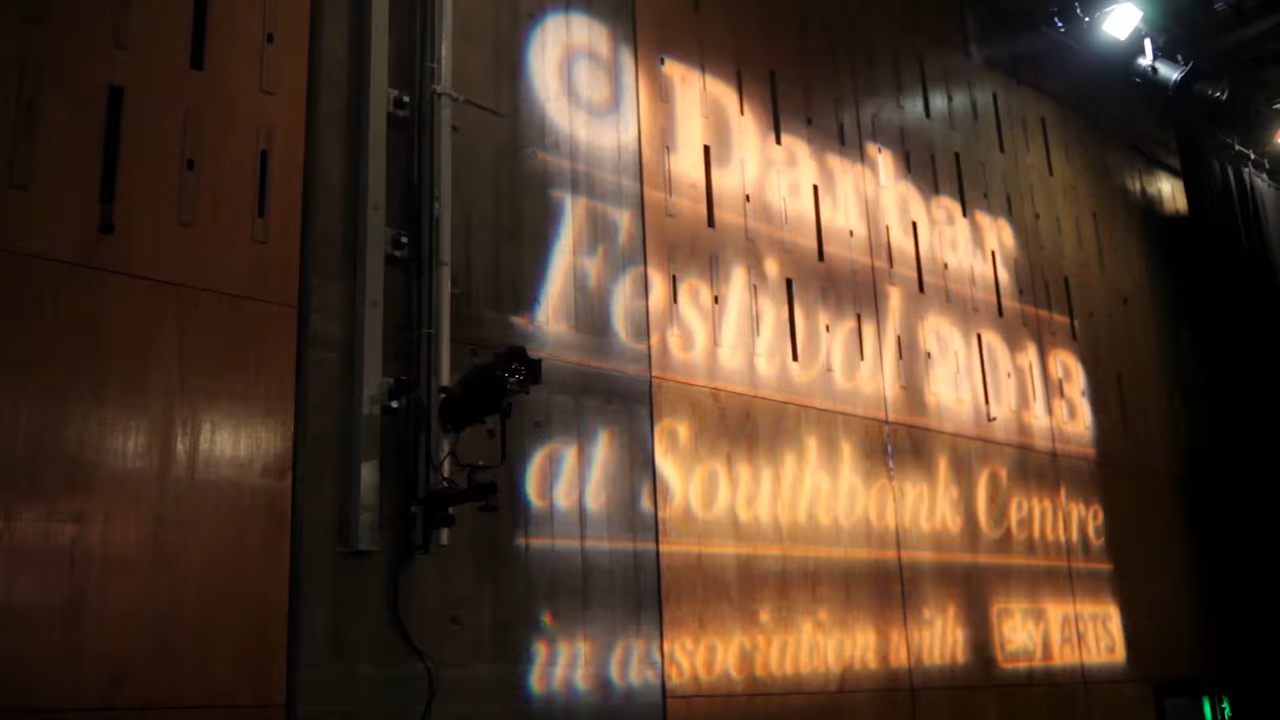 Darbar
Festival 2013
at Southbank Centre
in association with sky ARTS